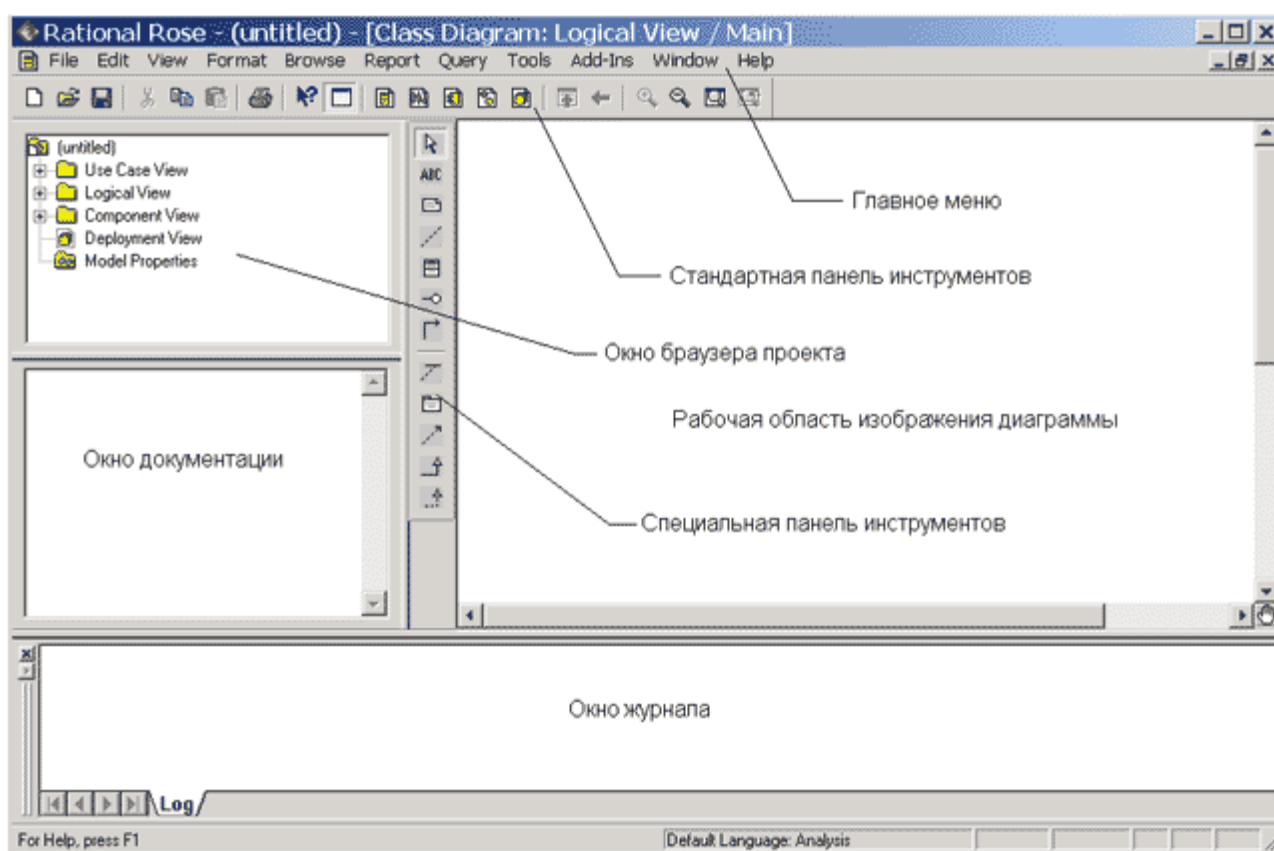 Rational Rose - (untitled) - [Class Diagram: Logical View / Main]
File Edit View Format Browse Report Query Tools Add-Ins Window Help
(untitled)
Use Case View
Logical View
Component View
Deployment View
Model Properties
ABC
Главное меню
Стандартная панель инструментов
Окно браузера проекта
Рабочая область изображения диаграммы
Окно документации
Специальная панель инструментов
Окно журнала
Log
For Help, press F1
Default Language: Analysis